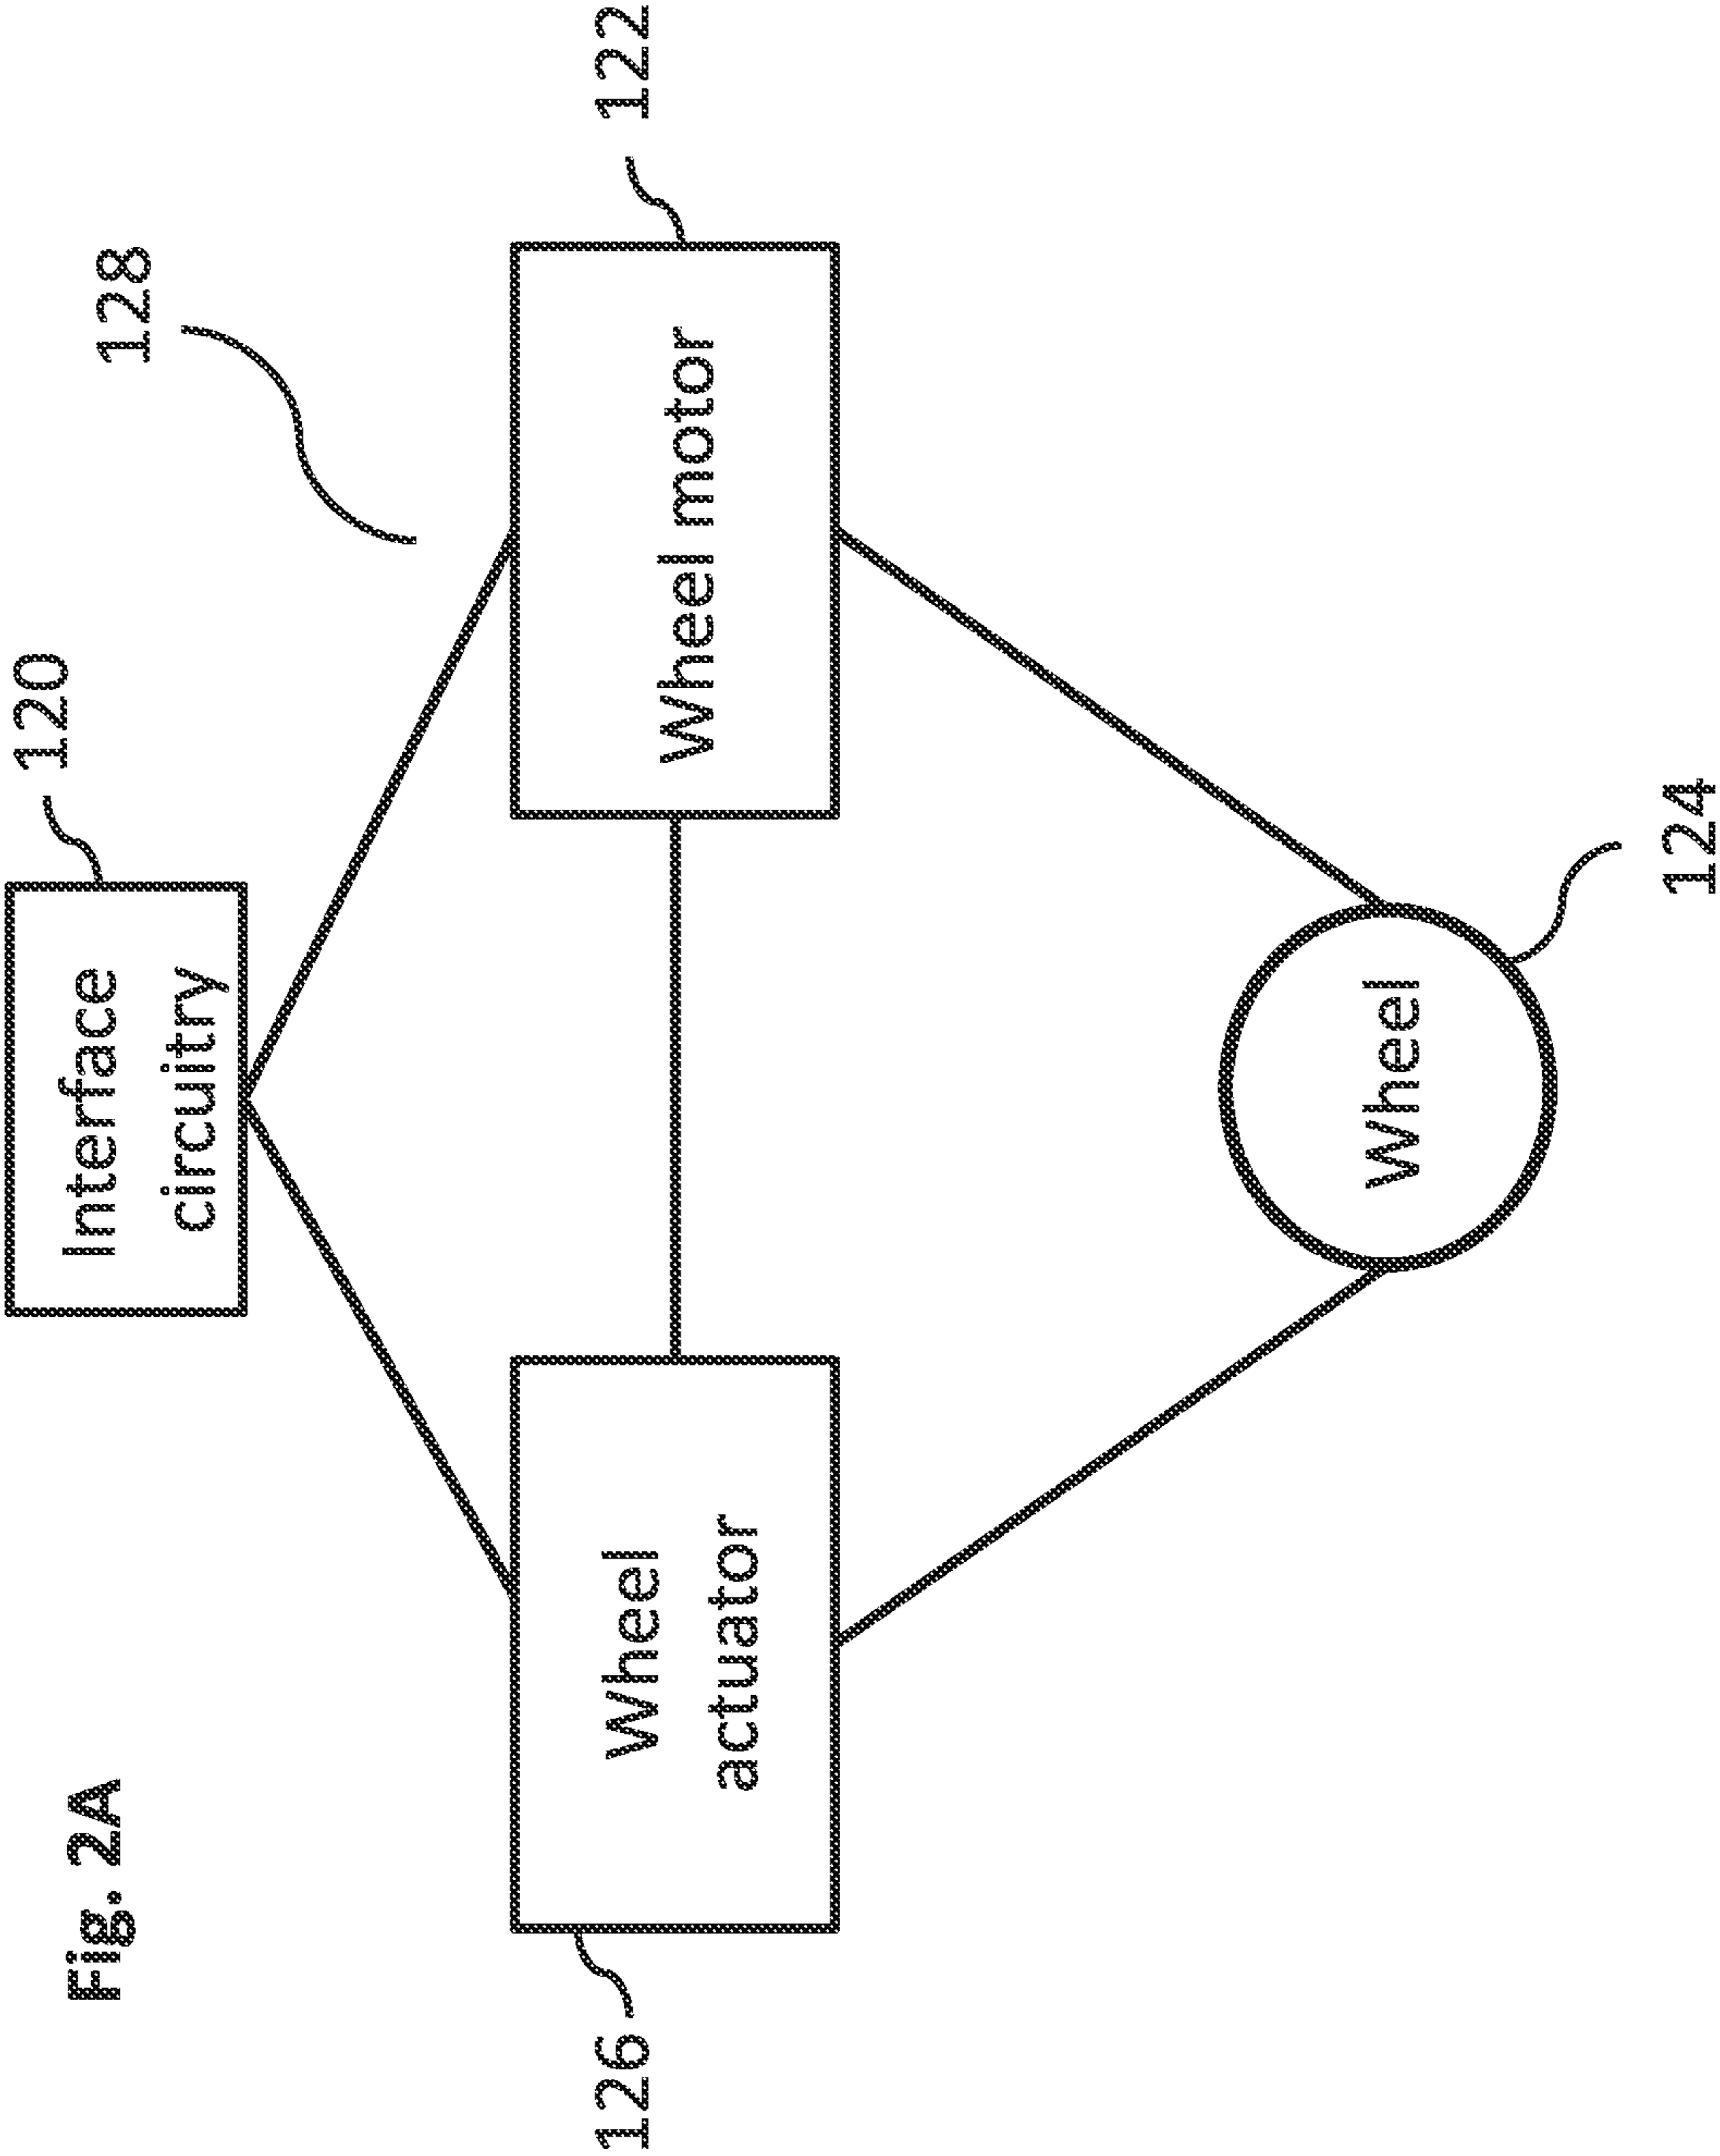 Fig. 2A
Interface
circuitry
120
128
126
Wheel
actuator
Wheel motor
122
Wheel
124